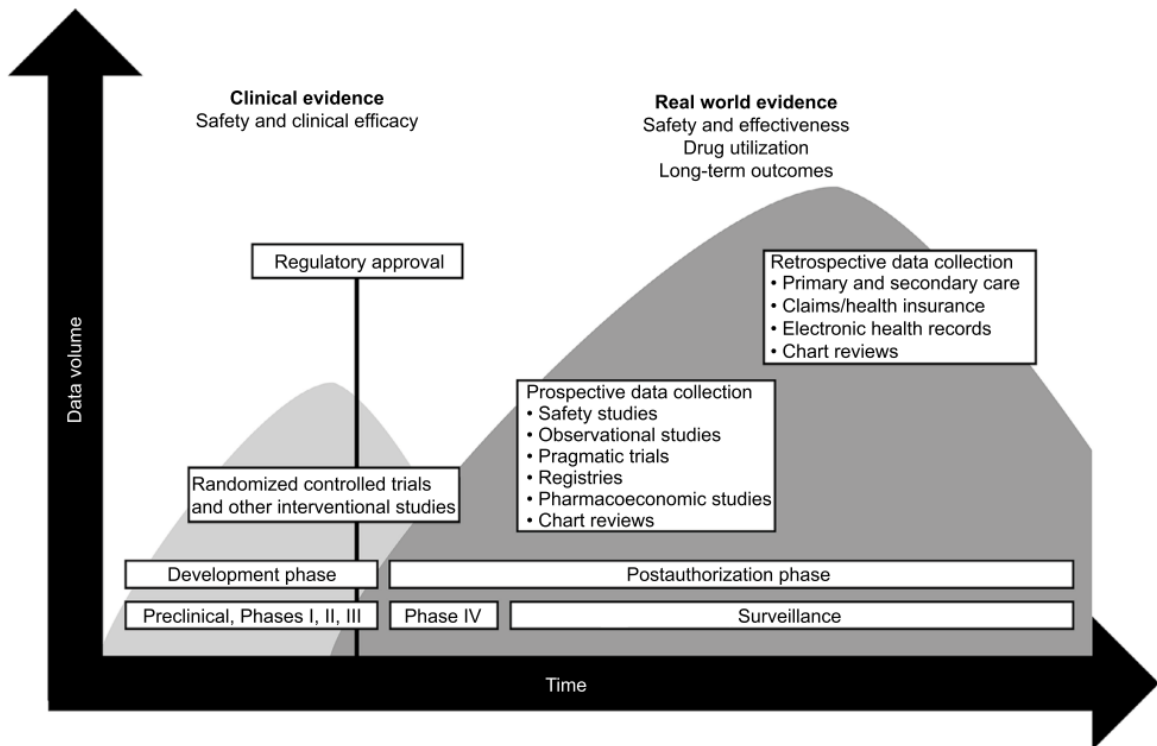 Clinical evidence
Safety and clinical efficacy
Real world evidence
Safety and effectiveness
Drug utilization
Long-term outcomes
Regulatory approval
Retrospective data collection
• Primary and secondary care
• Claims/health insurance
• Electronic health records
• Chart reviews
Data volume
Prospective data collection
• Safety studies
• Observational studies
• Pragmatic trials
• Registries
• Pharmacoeconomic studies
• Chart reviews
Randomized controlled trials
and other interventional studies
Development phase
Postauthorization phase
Preclinical, Phases I, II, III
Phase IV
Surveillance
Time